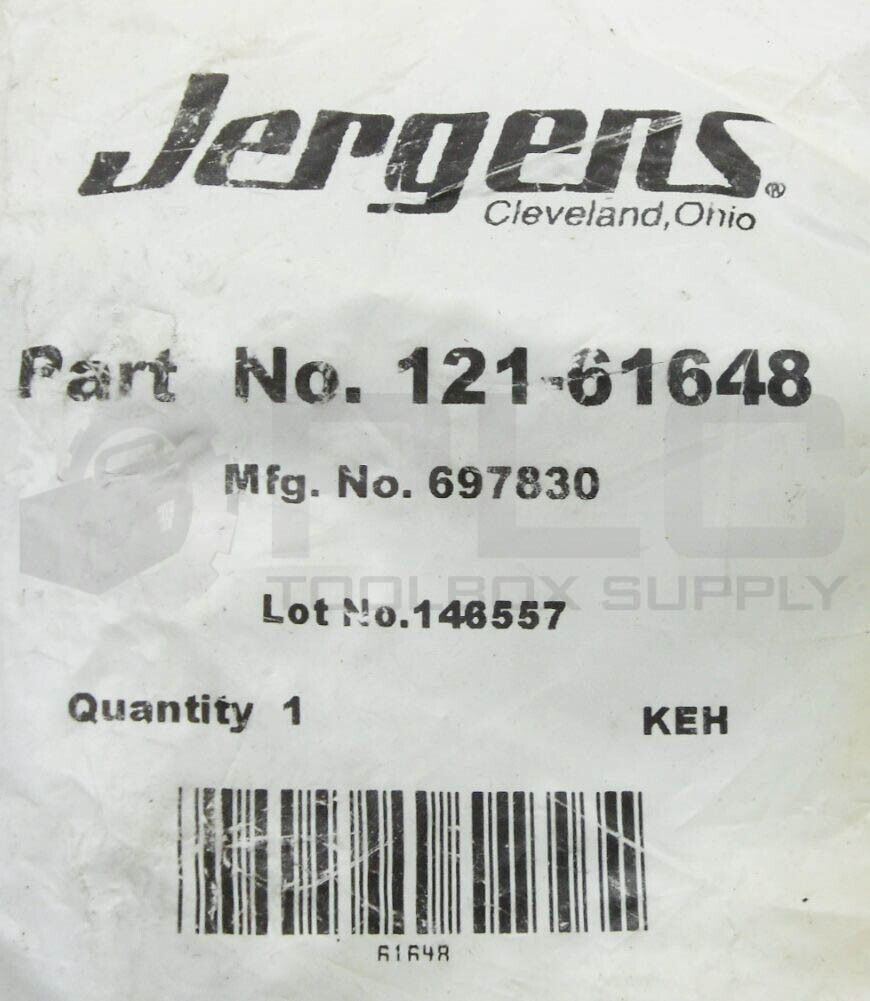 Jergens®
Cleveland, Ohio
Part No. 121-61648
Mfg. No. 697830
PLC
TOOLBOX SUPPLY
Lot No.146557
Quantity 1 KEH
61648